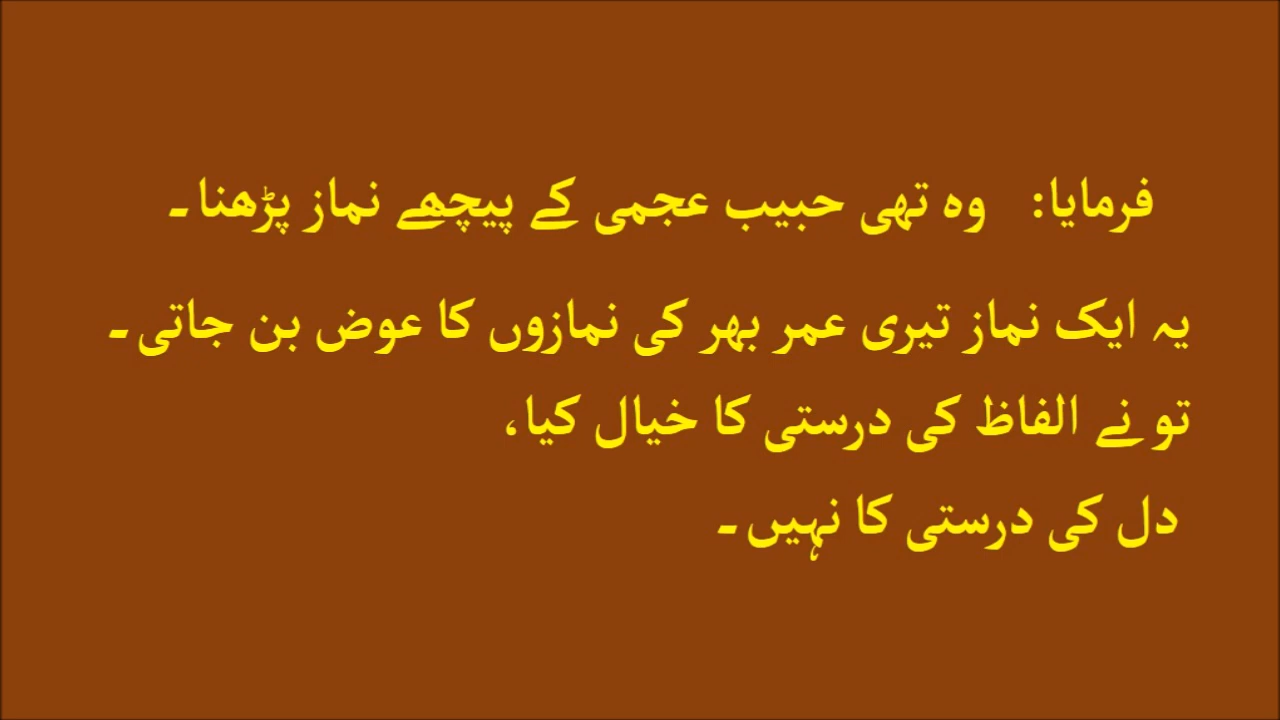 فرمایا: وہ تھی حبیب عجمی کے پیچھے نماز پڑھنا۔
یہ ایک نماز تیری عمر بھر کی نمازوں کا عوض بن جاتی۔
تو نے الفاظ کی درستی کا خیال کیا،
دل کی درستی کا نہیں۔